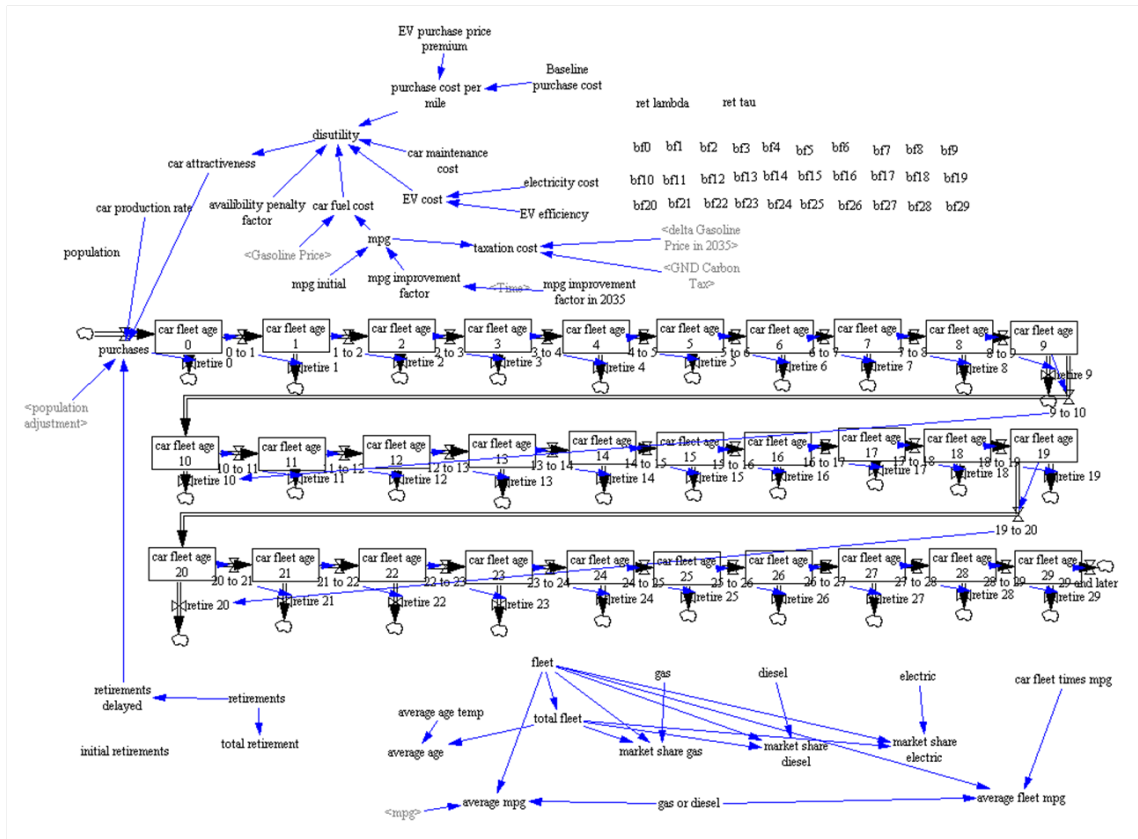 EV purchase price
premium
Baseline
purchase cost
purchase cost per
mile
ret lambda
ret tau
disutility
car attractiveness
car maintenance
cost
bf0 bf1 bf2 bf3 bf4 bf5 bf6 bf7 bf8 bf9
bf10 bf11 bf12 bf13 bf14 bf15 bf16 bf17 bf18 bf19
bf20 bf21 bf22 bf23 bf24 bf25 bf26 bf27 bf28 bf29
electricity cost
EV cost
EV efficiency
car production rate
availibility penalty
factor
car fuel cost
population
<Gasoline Price>
mpg
taxation cost
<delta Gasoline
Price in 2035>
<GND Carbon
Tax>
mpg initial
mpg improvement
factor
<Time>
mpg improvement
factor in 2035
purchases
<population
adjustment>
car fleet age
0
car fleet age
1
car fleet age
2
car fleet age
3
car fleet age
4
car fleet age
5
car fleet age
6
car fleet age
7
car fleet age
8
car fleet age
9
0 to 1
1 to 2
2 to 3
3 to 4
4 to 5
5 to 6
6 to 7
7 to 8
8 to 9
retire 0
retire 1
retire 2
retire 3
retire 4
retire 5
retire 6
retire 7
retire 8
retire 9
9 to 10
car fleet age
10
car fleet age
11
car fleet age
12
car fleet age
13
car fleet age
14
car fleet age
15
car fleet age
16
car fleet age
17
car fleet age
18
car fleet age
19
10 to 11
11 to 12
12 to 13
13 to 14
14 to 15
15 to 16
16 to 17
17 to 18
18 to 19
retire 10
retire 11
retire 12
retire 13
retire 14
retire 15
retire 16
retire 17
retire 18
retire 19
19 to 20
car fleet age
20
car fleet age
21
car fleet age
22
car fleet age
23
car fleet age
24
car fleet age
25
car fleet age
26
car fleet age
27
car fleet age
28
car fleet age
29
20 to 21
21 to 22
22 to 23
23 to 24
24 to 25
25 to 26
26 to 27
27 to 28
28 to 29
29 and later
retire 20
retire 21
retire 22
retire 23
retire 24
retire 25
retire 26
retire 27
retire 28
retire 29
retirements
delayed
retirements
initial retirements
total retirement
fleet
gas
diesel
electric
car fleet times mpg
average age temp
total fleet
average age
market share gas
market share
diesel
market share
electric
<mpg>
average mpg
gas or diesel
average fleet mpg